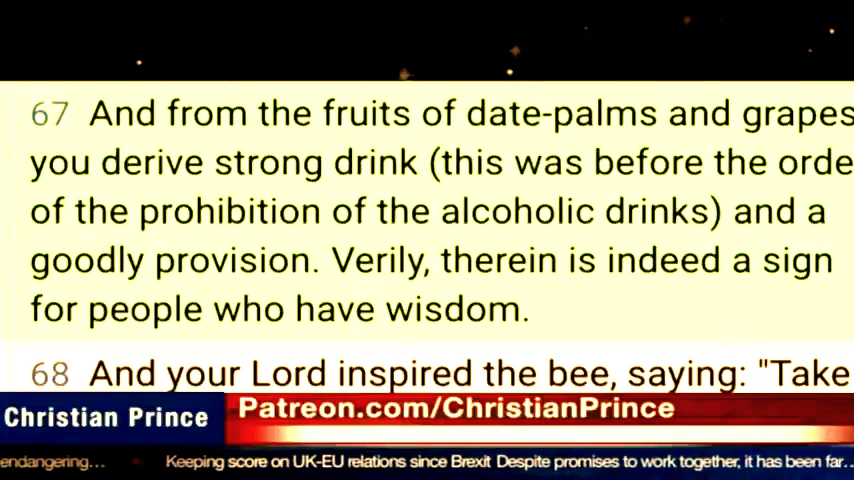 67 And from the fruits of date-palms and grapes
you derive strong drink (this was before the orde
of the prohibition of the alcoholic drinks) and a
goodly provision. Verily, therein is indeed a sign
for people who have wisdom.
68 And your Lord inspired the bee, saying: "Take
Christian Prince
Patreon.com/ChristianPrince
endangering... Keeping score on UK-EU relations since Brexit Despite promises to work together, it has been far...